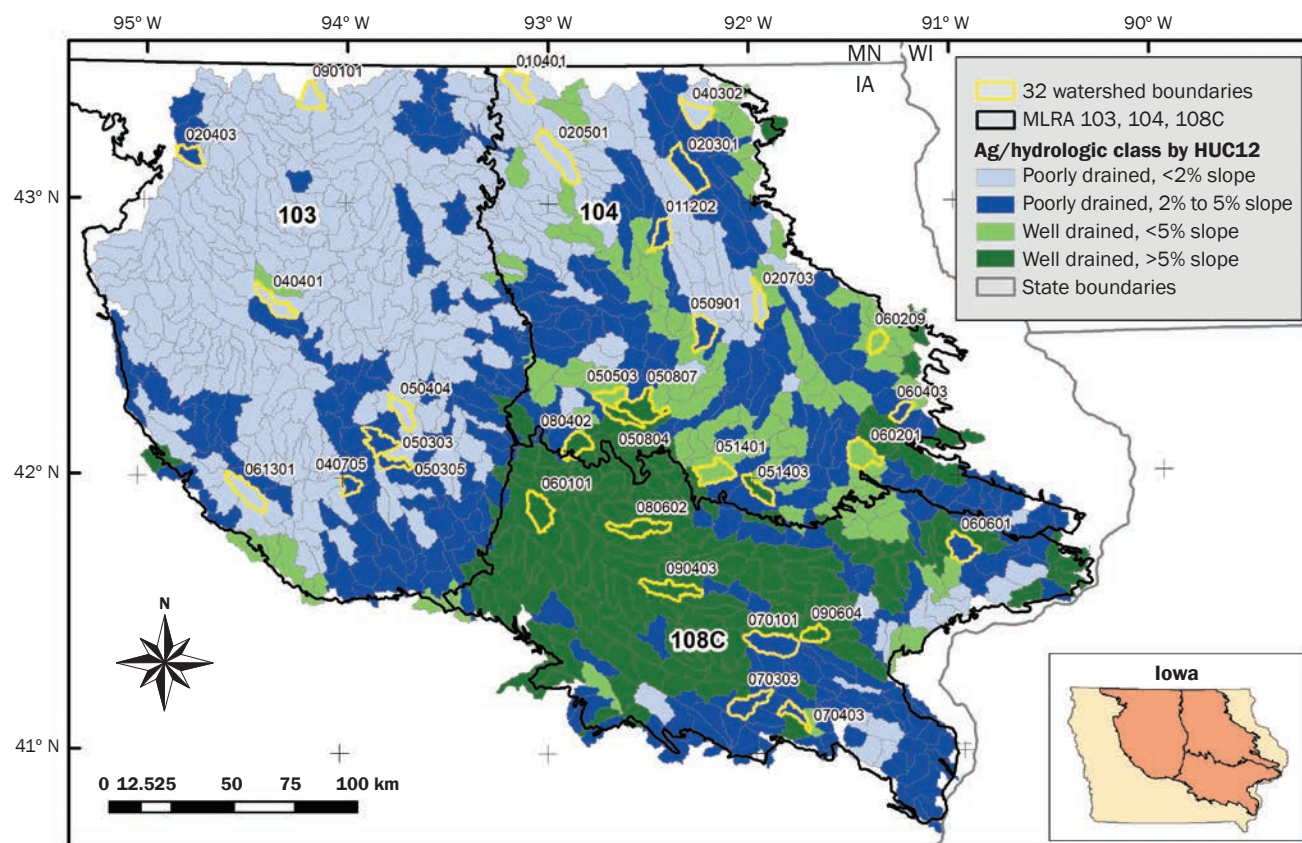 95° W 94° W 93° W 92° W 91° W 90° W
MN WI
IA
43° N
42° N
41° N
32 watershed boundaries
MLRA 103, 104, 108C
Ag/hydrologic class by HUC12
Poorly drained, <2% slope
Poorly drained, 2% to 5% slope
Well drained, <5% slope
Well drained, >5% slope
State boundaries
090101
010401
040302
020403
020501
020301
103
104
011202
040401
020703
050901
060209
050404
050503
050807
060403
080402
050303
050804
060201
061301
040705
050305
051401
051403
060101
080602
060601
090403
070101
090604
108C
070303
070403
N
0 12.525 50 75 100 km
Iowa